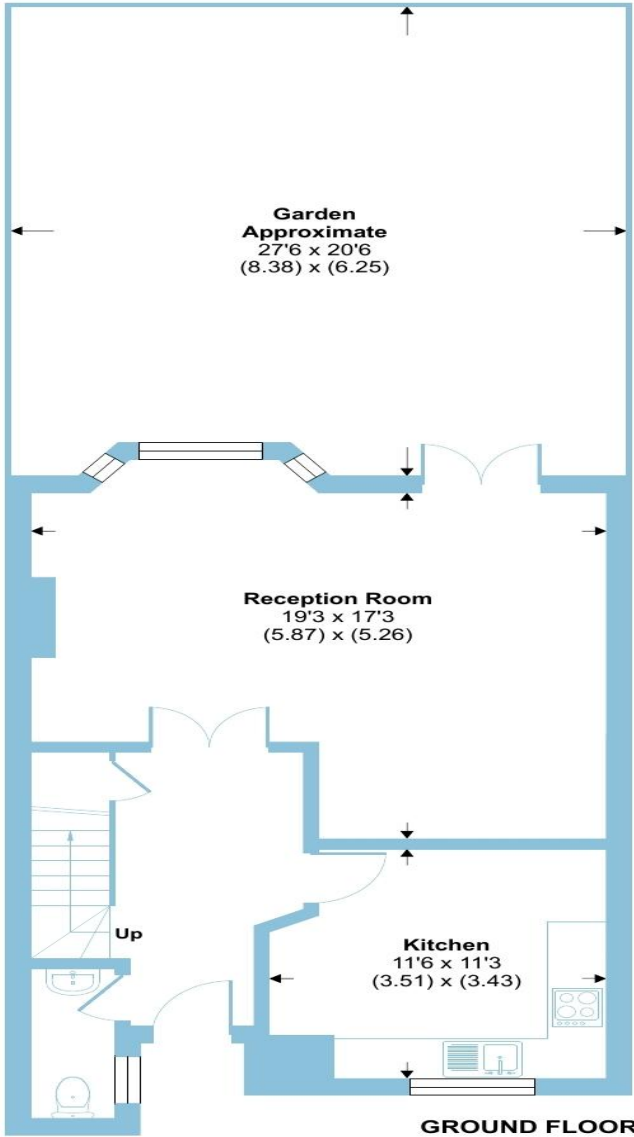 Garden
Approximate
27'6 x 20'6
(8.38) x (6.25)
Reception Room
19'3 x 17'3
(5.87) x (5.26)
Up
Kitchen
11'6 x 11'3
(3.51) x (3.43)
GROUND FLOOR